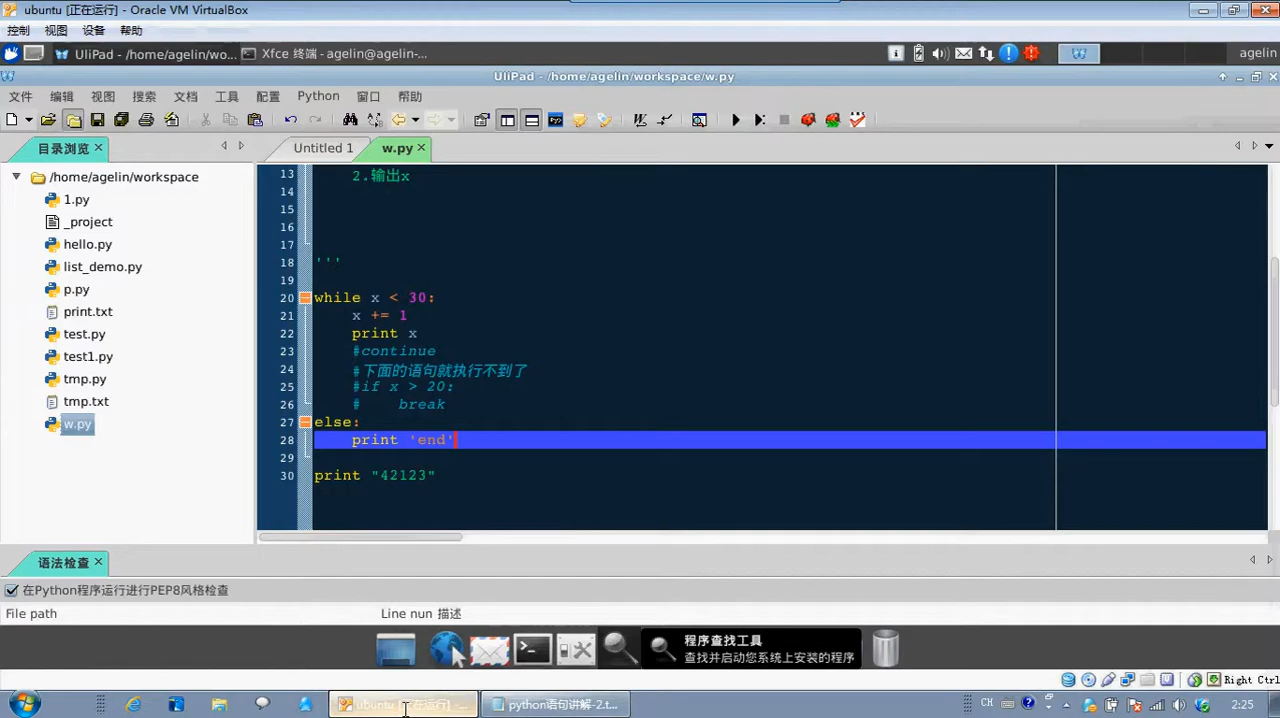 ubuntu [正在运行] - Oracle VM VirtualBox
控制 视图 设备 帮助
UliPad - /home/agelin/wo... Xfce 终端 - agelin@agelin-... agelin
UliPad - /home/agelin/workspace/w.py
文件 编辑 视图 搜索 文档 工具 配置 Python 窗口 帮助
目录浏览 Untitled 1 w.py
/home/agelin/workspace
1.py
_project
hello.py
list_demo.py
p.py
print.txt
test.py
test1.py
tmp.py
tmp.txt
w.py
13 2.输出x
14
15
16
17
18 '''
19
20 while x < 30:
21 x += 1
22 print x
23 #continue
24 #下面的语句就执行不到了
25 #if x > 20:
26 # break
27 else:
28 print 'end'
29
30 print "42123"
语法检查
在Python程序运行进行PEP8风格检查
File path Line nun 描述
程序查找工具
查找并启动您系统上安装的程序
Right Ctrl
ubuntu [正在运行] -... python语句讲解-2.t... CH 2:25